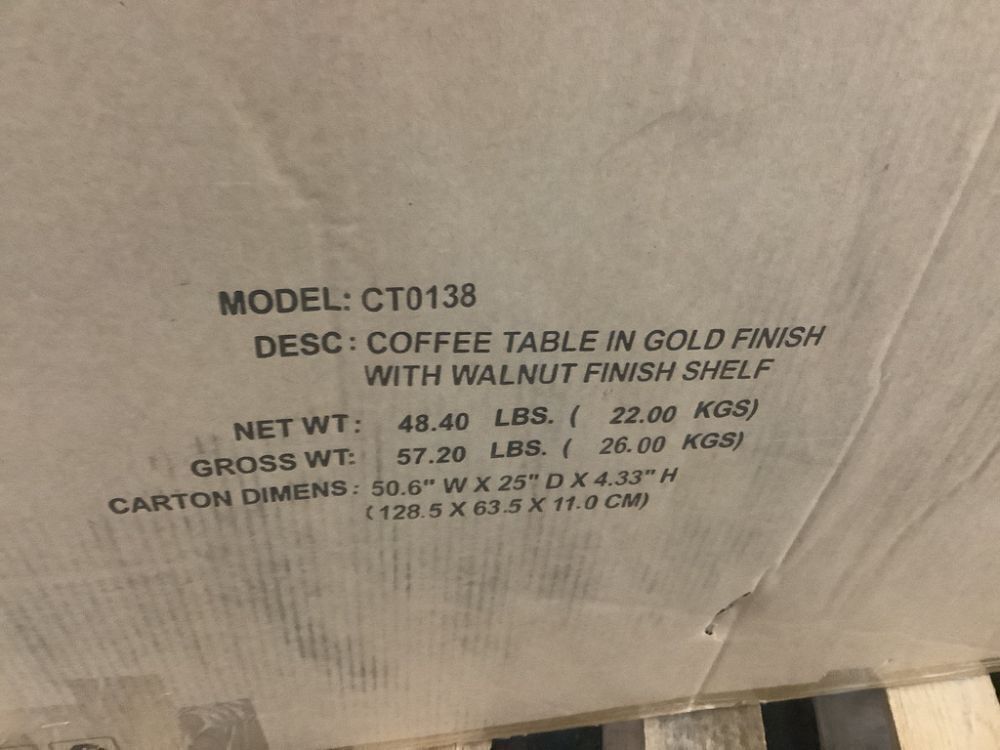 MODEL: CT0138
DESC: COFFEE TABLE IN GOLD FINISH
WITH WALNUT FINISH SHELF
NET WT: 48.40 LBS. ( 22.00 KGS)
GROSS WT: 57.20 LBS. ( 26.00 KGS)
CARTON DIMENS: 50.6" W X 25" D X 4.33" H
(128.5 X 63.5 X 11.0 CM)